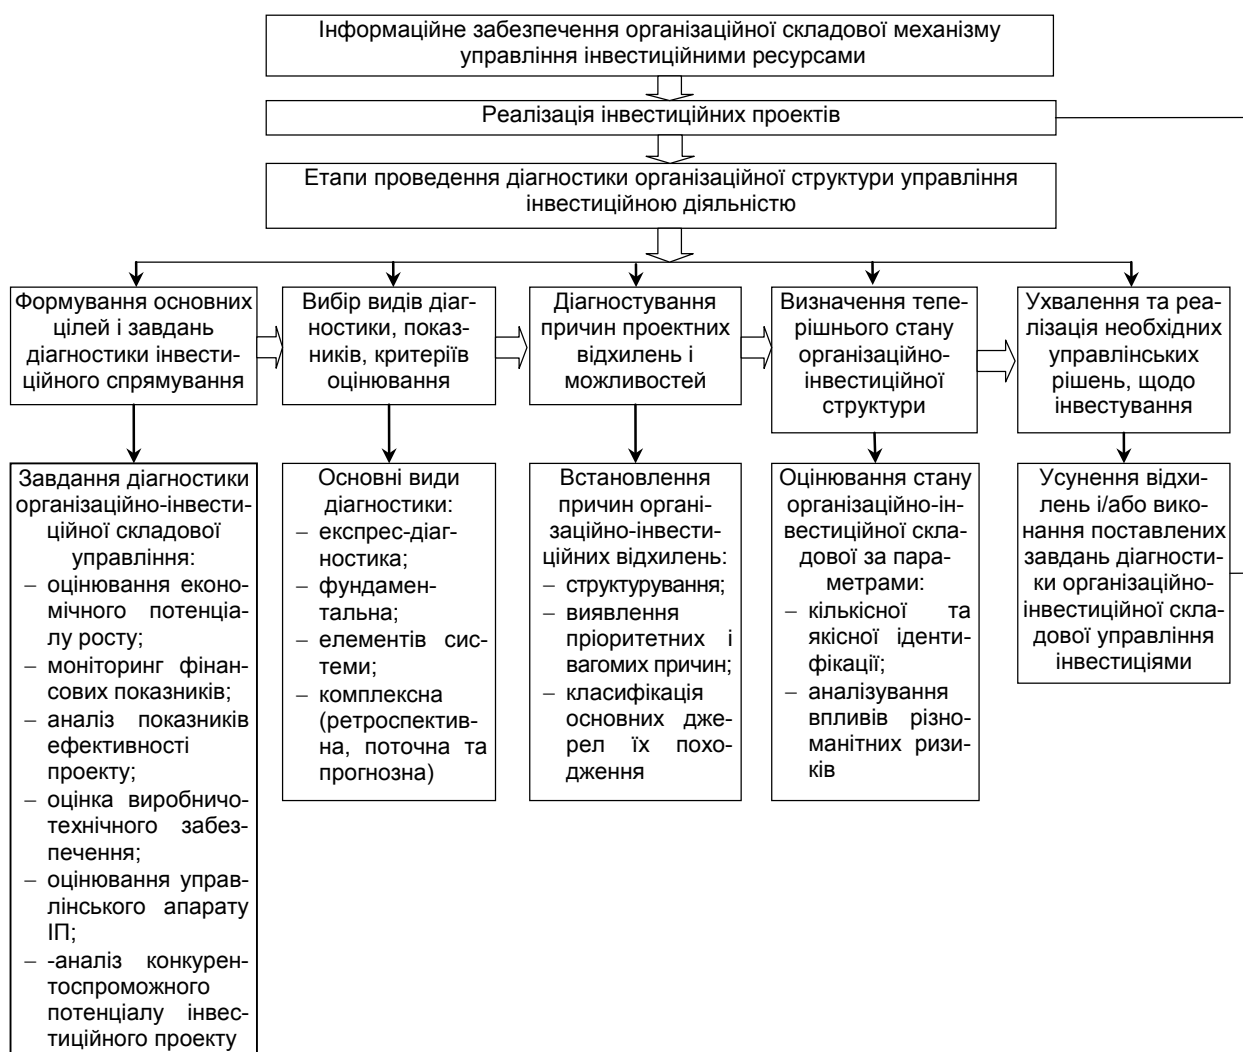 Інформаційне забезпечення організаційної складової механізму
управління інвестиційними ресурсами
Реалізація інвестиційних проектів
Етапи проведення діагностики організаційної структури управління
інвестиційною діяльністю
Формування основних
цілей і завдань
діагностики інвести-
ційного спрямування
Вибір видів діаг-
ностики, показ-
ників, критеріїв
оцінювання
Діагностування
причин проектних
відхилень і
можливостей
Визначення тепе-
рішнього стану
організаційно-
інвестиційної
структури
Ухвалення та реа-
лізація необхідних
управлінських
рішень, щодо
інвестування
Завдання діагностики
організаційно-інвести-
ційної складової
управління:
– оцінювання еконо-
мічного потенціа-
лу росту;
– моніторинг фінан-
сових показників;
– аналіз показників
ефективності
проекту;
– оцінка виробничо-
технічного забез-
печення;
– оцінювання управ-
лінського апарату
ІП;
– -аналіз конкурен-
тоспроможного
потенціалу інвес-
тиційного проекту
Основні види
діагностики:
– експрес-діаг-
ностика;
– фундамен-
тальна;
– елементів сис-
теми;
– комплексна
(ретроспектив-
на, поточна та
прогнозна)
Встановлення
причин органі-
заційно-інвести-
ційних відхилень:
– структурування;
– виявлення
пріоритетних і
вагомих причин;
– класифікація
основних дже-
рел їх похо-
дження
Оцінювання стану
організаційно-ін-
вестиційної скла-
дової за пара-
метрами:
– кількісної та
якісної іденти-
фікації;
– аналізування
впливів різно-
манітних ризи-
ків
Усунення відхи-
лень і/або вико-
нання поставлених
завдань діагности-
ки організаційно-
інвестиційної скла-
дової управління
інвестиціями